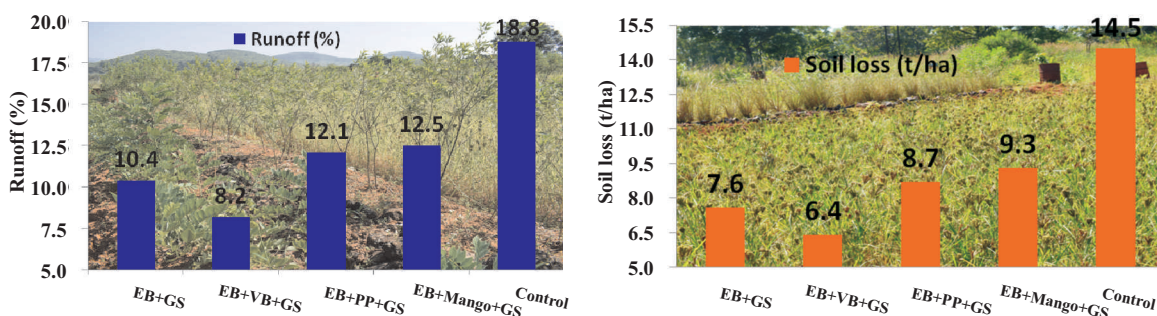 20.0
17.5
15.0
12.5
10.0
7.5
5.0
Runoff (%)
Runoff (%)
10.4
8.2
12.1
12.5
18.8
EB+GS
EB+VB+GS
EB+PP+GS
EB+Mango+GS
Control
15.5
14.0
12.5
11.0
9.5
8.0
6.5
5.0
Soil loss (t/ha)
Soil loss (t/ha)
7.6
6.4
8.7
9.3
14.5
EB+GS
EB+VB+GS
EB+PP+GS
EB+Mango+GS
Control